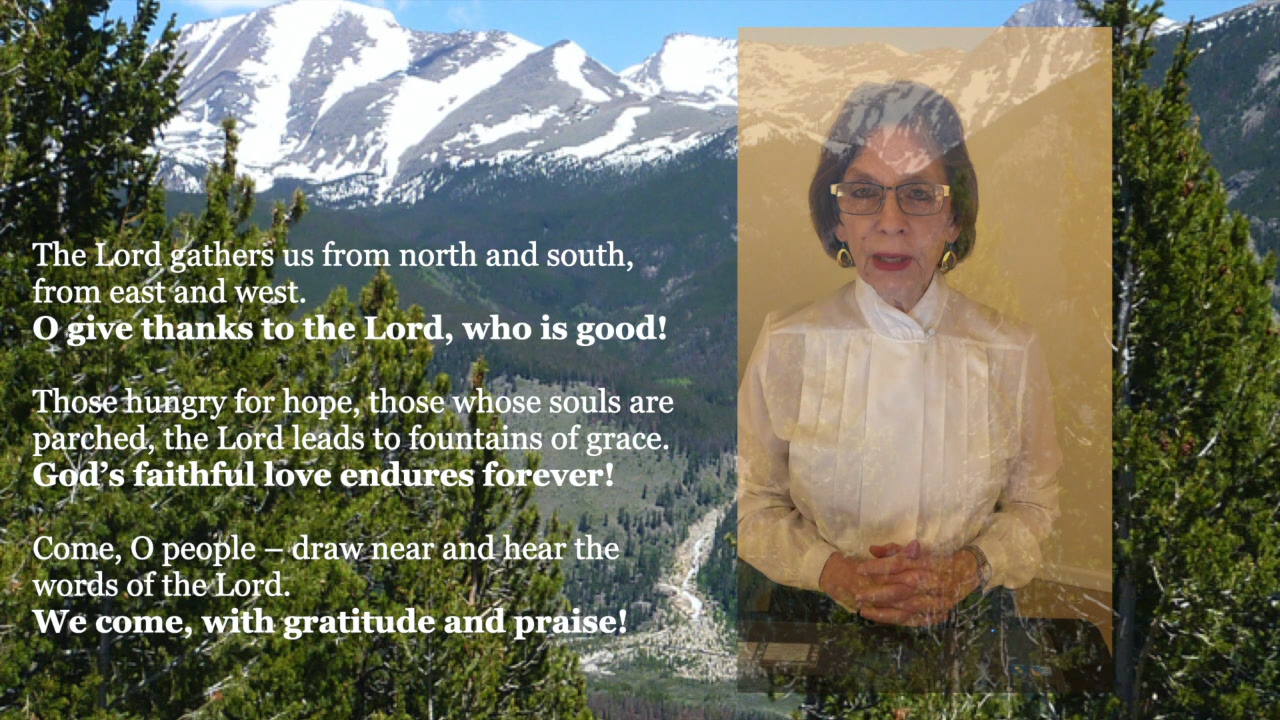 The Lord gathers us from north and south,
from east and west.
O give thanks to the Lord, who is good!
Those hungry for hope, those whose souls are
parched, the Lord leads to fountains of grace.
God's faithful love endures forever!
Come, O people – draw near and hear the
words of the Lord.
We come, with gratitude and praise!